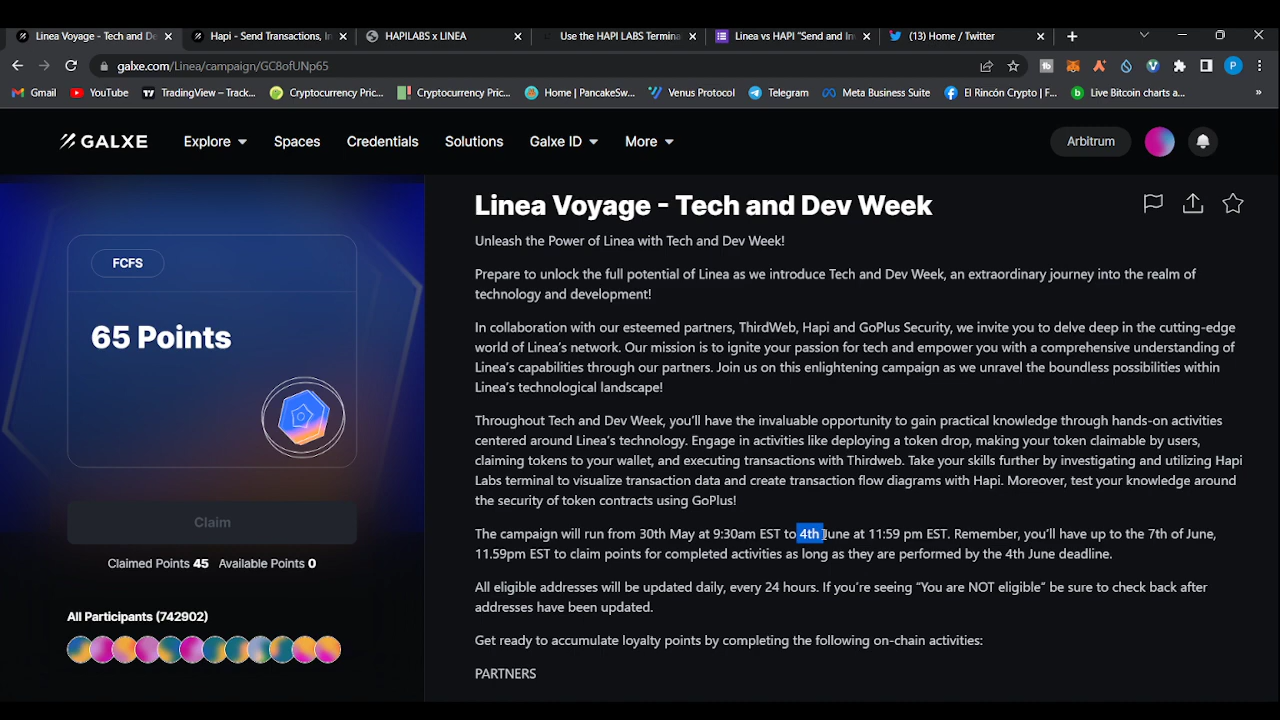 Linea Voyage - Tech and De
Hapi - Send Transactions, In
HAPILABS x LINEA
Use the HAPI LABS Termina
Linea vs HAPI "Send and In
(13) Home / Twitter
galxe.com/Linea/campaign/GC8ofUNp65
P
Gmail
YouTube
TradingView – Track...
Cryptocurrency Pric...
Cryptocurrency Pric...
Home | PancakeSw...
Venus Protocol
Telegram
Meta Business Suite
El Rincón Crypto | F...
Live Bitcoin charts a...
»
GALXE
Explore
Spaces
Credentials
Solutions
Galxe ID
More
Arbitrum
FCFS
65 Points
Claim
Claimed Points 45 Available Points 0
All Participants (742902)
Linea Voyage - Tech and Dev Week
Unleash the Power of Linea with Tech and Dev Week!
Prepare to unlock the full potential of Linea as we introduce Tech and Dev Week, an extraordinary journey into the realm of
technology and development!
In collaboration with our esteemed partners, ThirdWeb, Hapi and GoPlus Security, we invite you to delve deep in the cutting-edge
world of Linea's network. Our mission is to ignite your passion for tech and empower you with a comprehensive understanding of
Linea's capabilities through our partners. Join us on this enlightening campaign as we unravel the boundless possibilities within
Linea's technological landscape!
Throughout Tech and Dev Week, you'll have the invaluable opportunity to gain practical knowledge through hands-on activities
centered around Linea's technology. Engage in activities like deploying a token drop, making your token claimable by users,
claiming tokens to your wallet, and executing transactions with Thirdweb. Take your skills further by investigating and utilizing Hapi
Labs terminal to visualize transaction data and create transaction flow diagrams with Hapi. Moreover, test your knowledge around
the security of token contracts using GoPlus!
The campaign will run from 30th May at 9:30am EST to 4th June at 11:59 pm EST. Remember, you'll have up to the 7th of June,
11.59pm EST to claim points for completed activities as long as they are performed by the 4th June deadline.
All eligible addresses will be updated daily, every 24 hours. If you're seeing "You are NOT eligible" be sure to check back after
addresses have been updated.
Get ready to accumulate loyalty points by completing the following on-chain activities:
PARTNERS